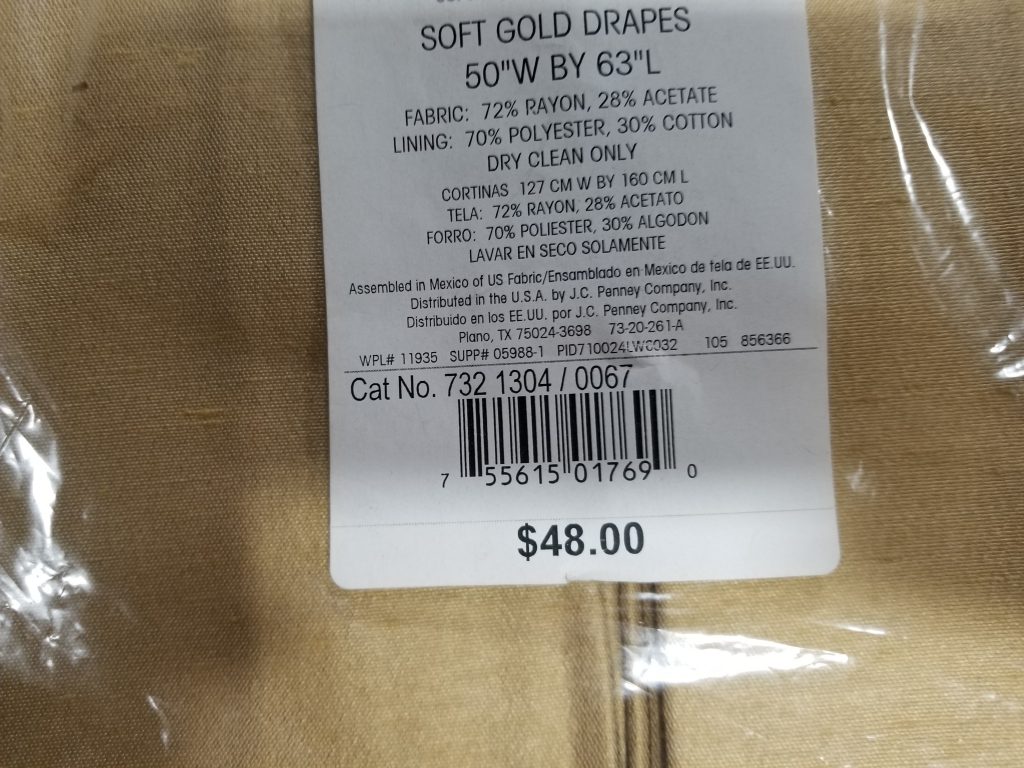 SOFT GOLD DRAPES
50"W BY 63"L
FABRIC: 72% RAYON, 28% ACETATE
LINING: 70% POLYESTER, 30% COTTON
DRY CLEAN ONLY
CORTINAS 127 CM W BY 160 CM L
TELA: 72% RAYON, 28% ACETATO
FORRO: 70% POLIESTER, 30% ALGODON
LAVAR EN SECO SOLAMENTE
Assembled in Mexico of US Fabric/Ensamblado en Mexico de tela de EE.UU.
Distributed in the U.S.A. by J.C. Penney Company, Inc.
Distribuido en los EE.UU. por J.C. Penney Company, Inc.
Plano, TX 75024-3698 73-20-261-A
WPL# 11935 SUPP# 05988-1 105 856366
Cat No. 732 1304 / 0067
7 55615 01769 0
$48.00